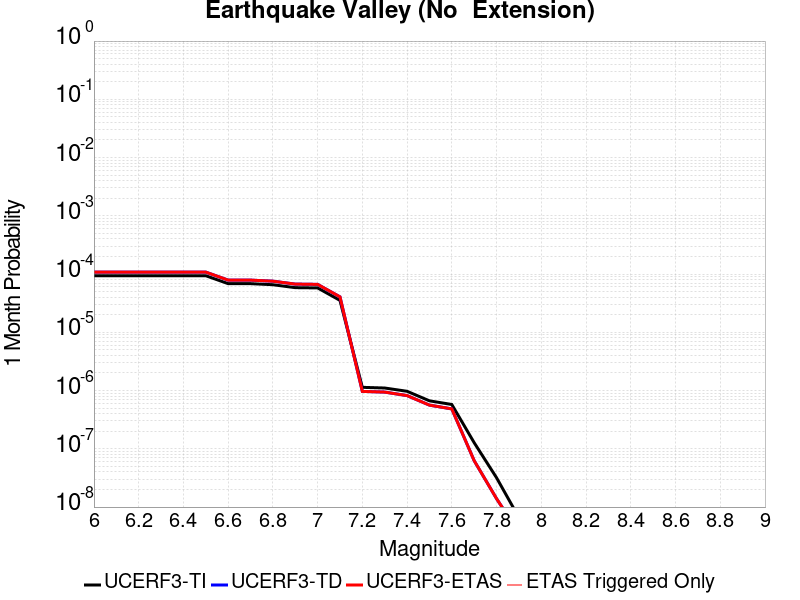 Earthquake Valley (No  Extension)
10^0
10^-1
10^-2
10^-3
10^-4
10^-5
10^-6
10^-7
10^-8
1 Month Probability
6 6.2 6.4 6.6 6.8 7 7.2 7.4 7.6 7.8 8 8.2 8.4 8.6 8.8 9
Magnitude
UCERF3-TI UCERF3-TD UCERF3-ETAS ETAS Triggered Only